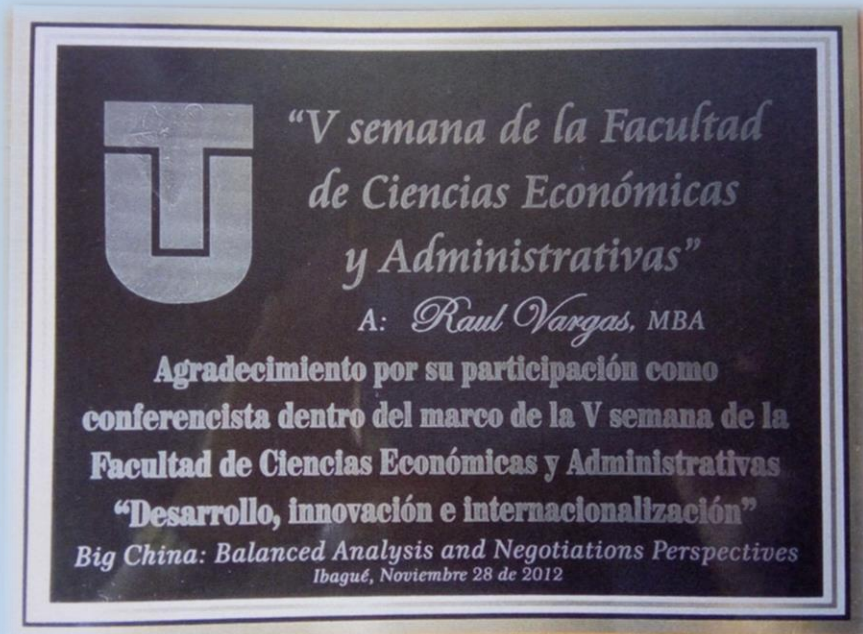 UT
“V semana de la Facultad
de Ciencias Económicas
y Administrativas”
A: Raul Vargas, MBA
Agradecimiento por su participación como
conferencista dentro del marco de la V semana de la
Facultad de Ciencias Económicas y Administrativas
“Desarrollo, innovación e internacionalización”
Big China: Balanced Analysis and Negotiations Perspectives
Ibagué, Noviembre 28 de 2012